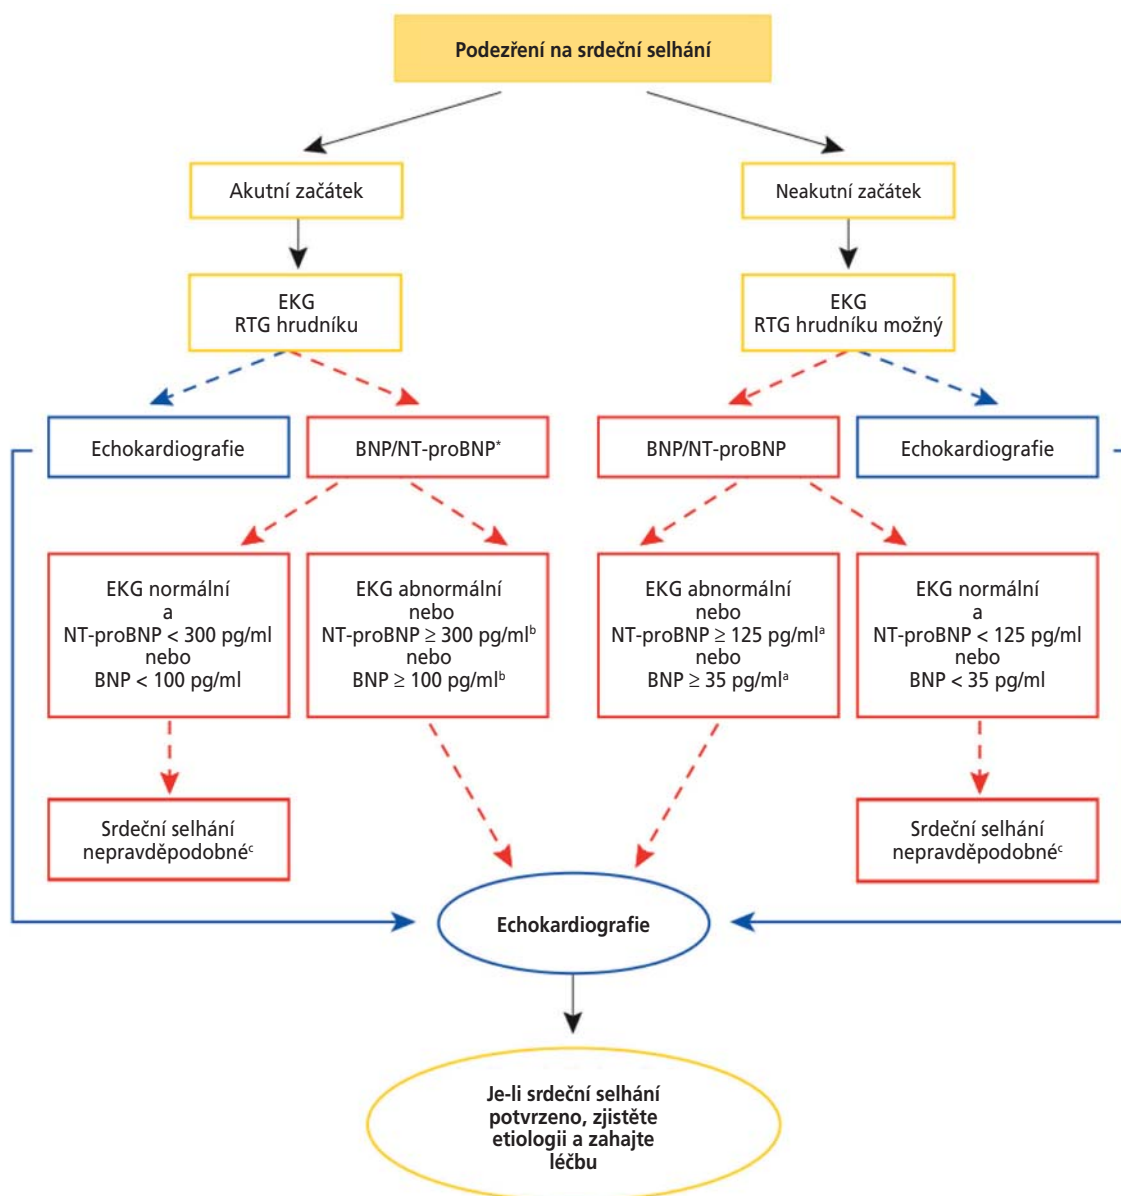 Podezření na srdeční selhání
Akutní začátek
Neakutní začátek
EKG
RTG hrudníku
EKG
RTG hrudníku možný
Echokardiografie
BNP/NT-proBNP*
BNP/NT-proBNP
Echokardiografie
EKG normální
a
NT-proBNP < 300 pg/ml
nebo
BNP < 100 pg/ml
EKG abnormální
nebo
NT-proBNP ≥ 300 pg/mlᵇ
nebo
BNP ≥ 100 pg/mlᵇ
EKG abnormální
nebo
NT-proBNP ≥ 125 pg/mlᵃ
nebo
BNP ≥ 35 pg/mlᵃ
EKG normální
a
NT-proBNP < 125 pg/ml
nebo
BNP < 35 pg/ml
Srdeční selhání
nepravděpodobnéᶜ
Srdeční selhání
nepravděpodobnéᶜ
Echokardiografie
Je-li srdeční selhání
potvrzeno, zjistěte
etiologii a zahajte
léčbu